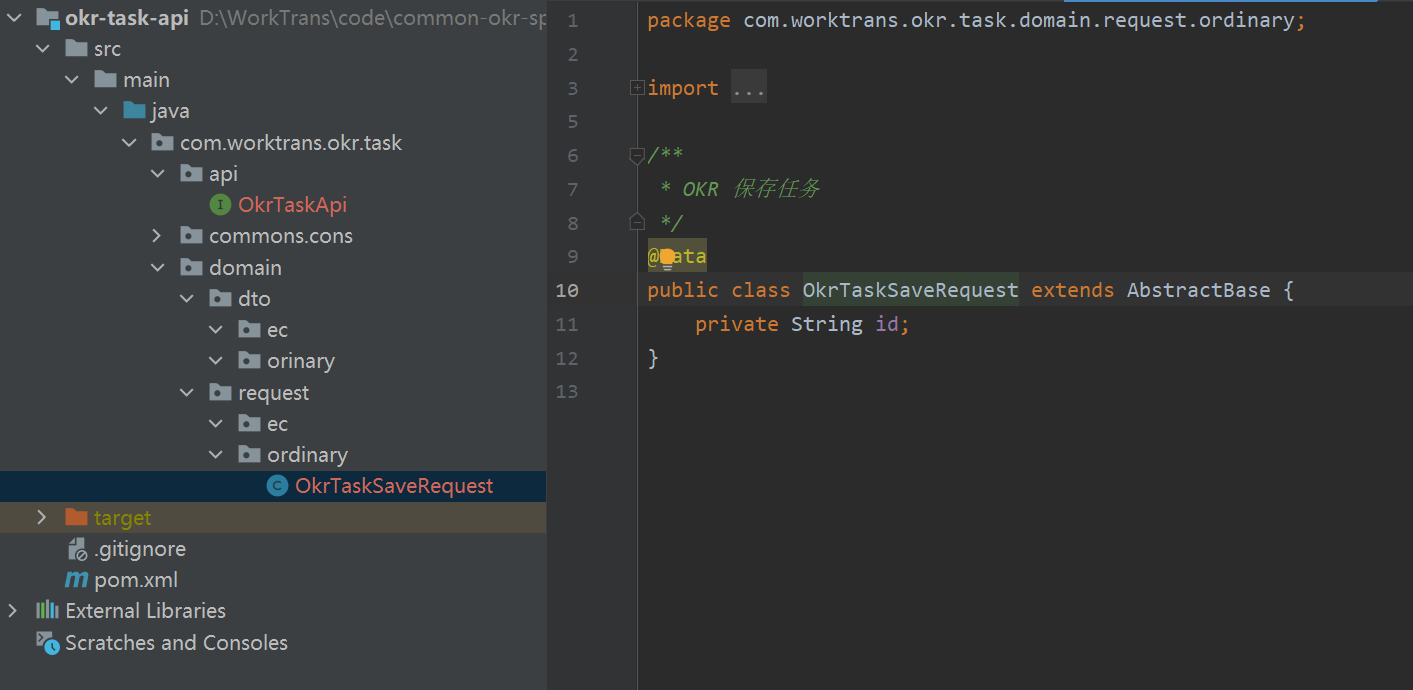 okr-task-api D:\WorkTrans\code\common-okr-sp
src
main
java
com.worktrans.okr.task
api
I OkrTaskApi
commons.cons
domain
dto
ec
orinary
request
ec
ordinary
C OkrTaskSaveRequest
target
.gitignore
m pom.xml
External Libraries
Scratches and Consoles
1 package com.worktrans.okr.task.domain.request.ordinary;
2
3 import ...
5
6 /**
7 * OKR 保存任务
8 */
9 @ ata
10 public class OkrTaskSaveRequest extends AbstractBase {
11 private String id;
12 }
13